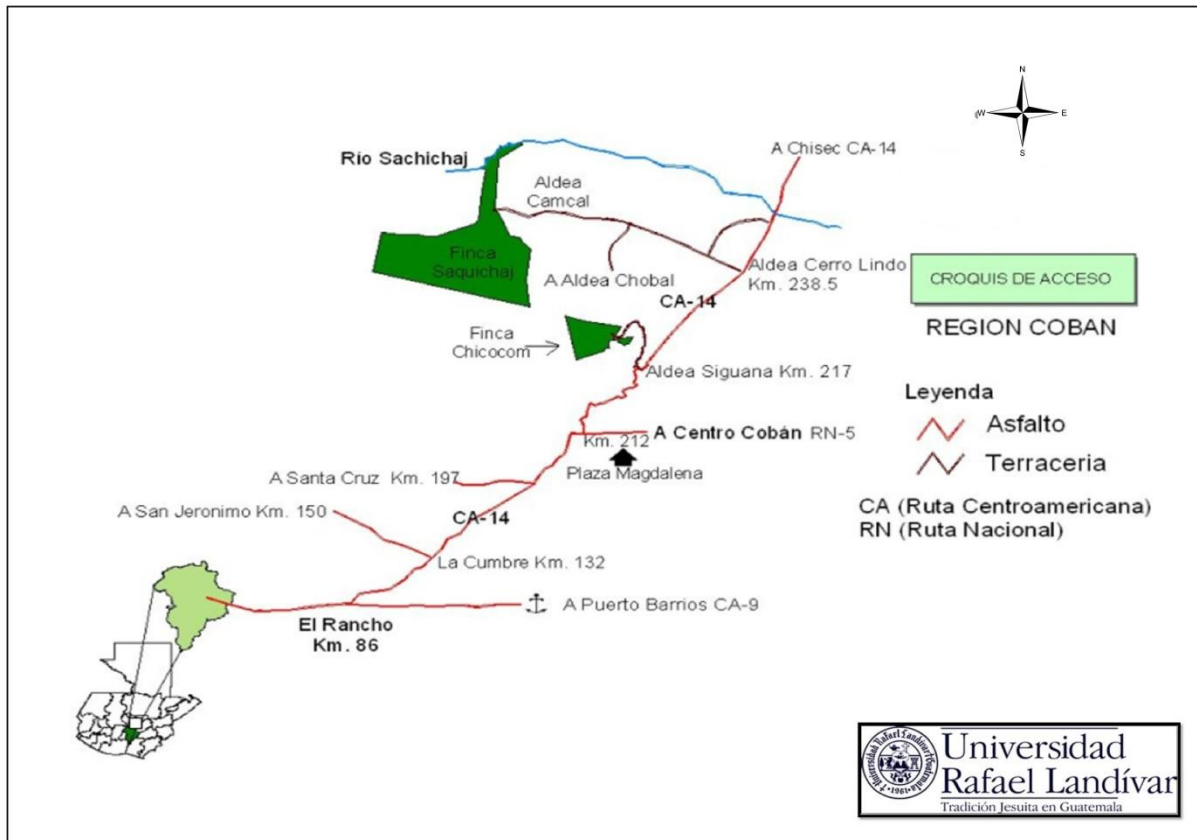 N
W
E
S
A Chisec CA-14
Río Sachichaj
Aldea
Camcal
Finca
Saquichaj
A Aldea Chobal
Aldea Cerro Lindo
Km. 238.5
CA-14
CROQUIS DE ACCESO
REGION COBAN
Finca
Chicocom
Aldea Siguana Km. 217
Leyenda
Asfalto
Terraceria
CA (Ruta Centroamericana)
RN (Ruta Nacional)
A Centro Cobán RN-5
Km. 212
Plaza Magdalena
A Santa Cruz Km. 197
CA-14
A San Jeronimo Km. 150
La Cumbre Km. 132
A Puerto Barrios CA-9
El Rancho
Km. 86
Universidad
Rafael Landívar
Tradición Jesuita en Guatemala